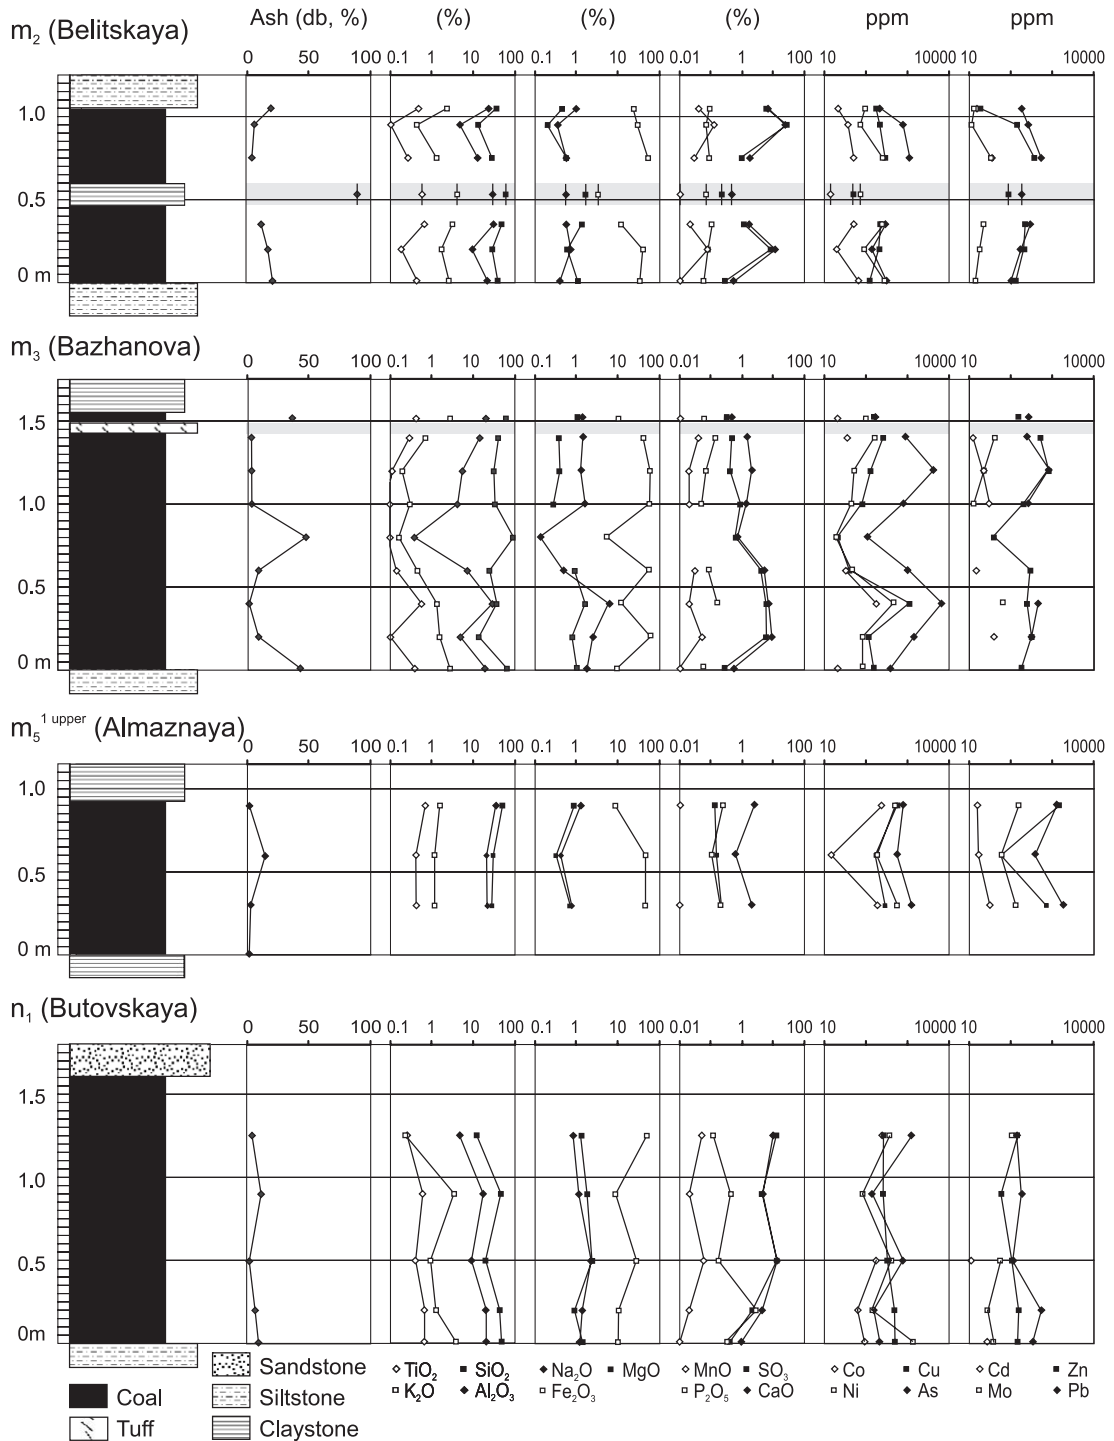 Ash (db, %) (%) (%) (%) ppm ppm
m₂ (Belitskaya)
0 50 100 0.1 1 10 100 0.1 1 10 100 0.01 1 100 10 10000 10 10000
1.0
0.5
0 m
m₃ (Bazhanova)
0 50 100 0.1 1 10 100 0.1 1 10 100 0.01 1 100 10 10000 10 10000
1.5
1.0
0.5
0 m
m₅¹ ᵘᵖᵖᵉʳ (Almaznaya)
0 50 100 0.1 1 10 100 0.1 1 10 100 0.01 1 100 10 10000 10 10000
1.0
0.5
0 m
n₁ (Butovskaya)
0 50 100 0.1 1 10 100 0.1 1 10 100 0.01 1 100 10 10000 10 10000
1.5
1.0
0.5
0m
Sandstone
Coal
Siltstone
Tuff
Claystone
TiO₂ SiO₂ Na₂O MgO MnO SO₃ Co Cu Cd Zn
K₂O Al₂O₃ Fe₂O₃ P₂O₅ CaO Ni As Mo Pb